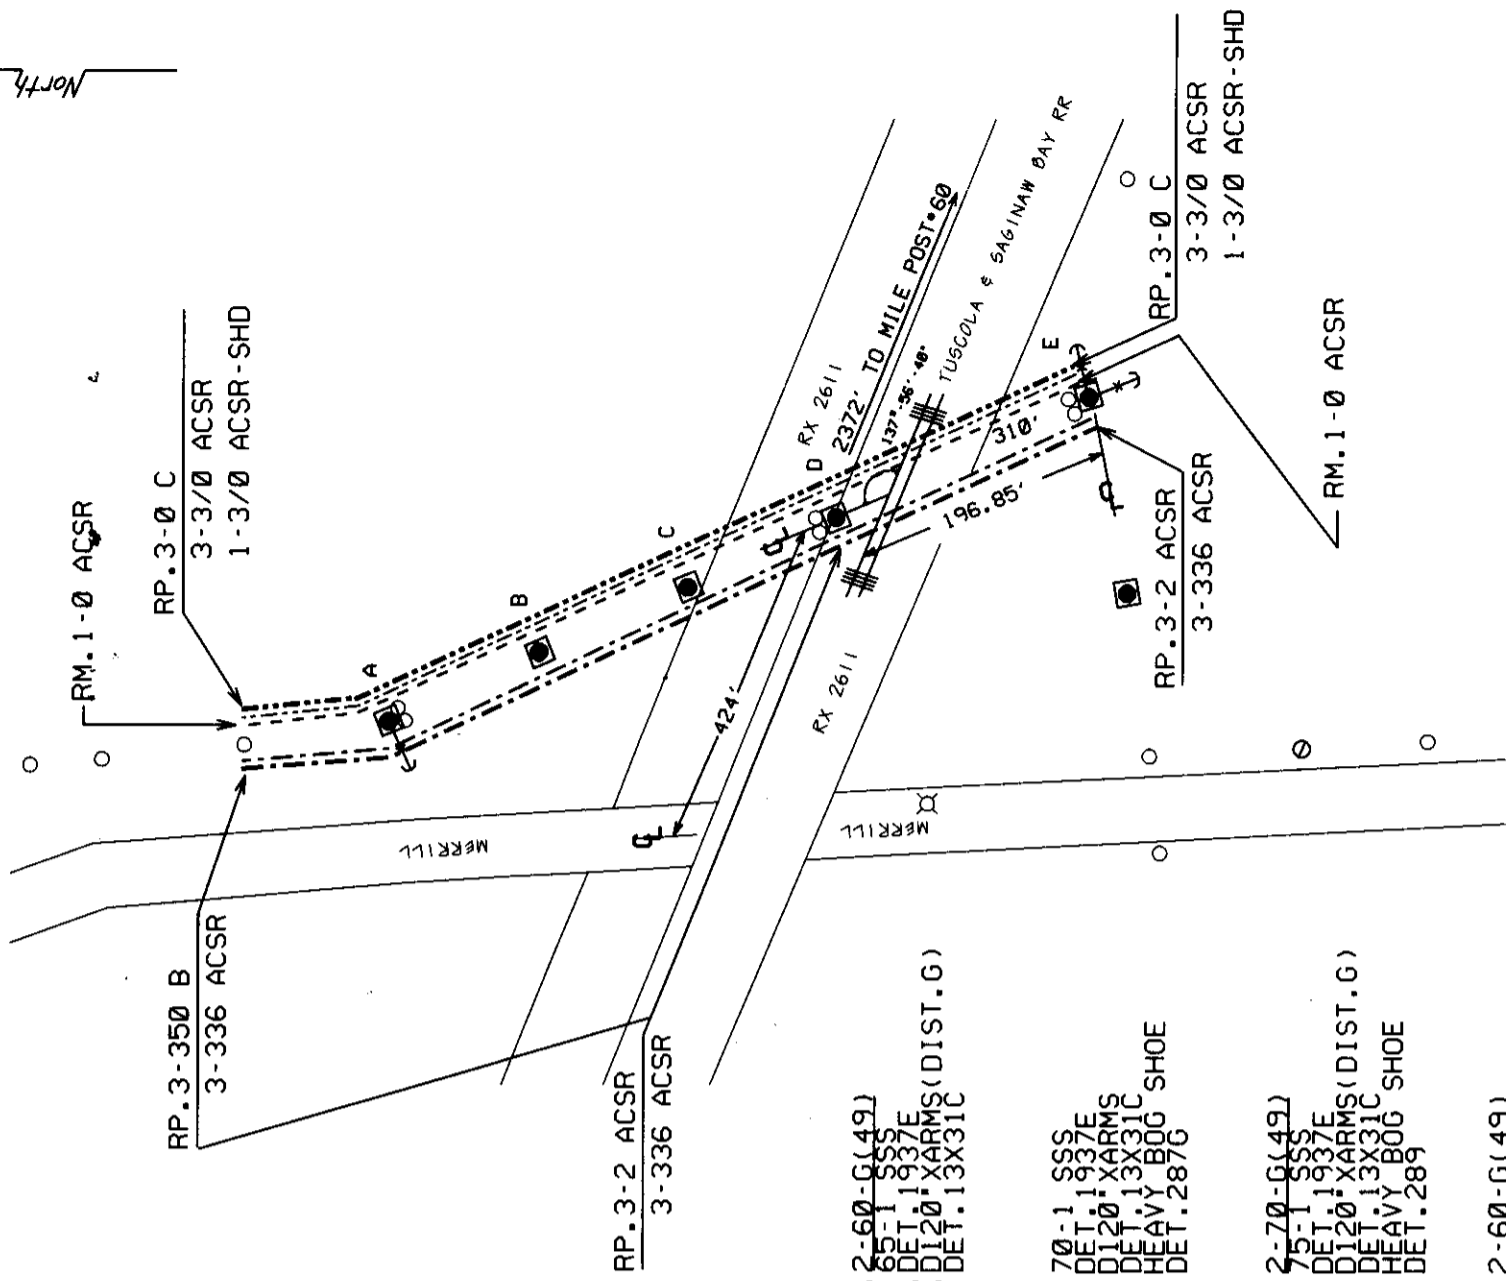 North
RM.1-0 ACSR
RP.3-0 C
3-3/0 ACSR
1-3/0 ACSR-SHD
RP.3-350 B
3-336 ACSR
RP.3-2 ACSR
3-336 ACSR
A
B
C
D
E
MERRILL
MERRILL
RX 2611
RX 2611
2372' TO MILE POST•60
137°-56'-40"
TUSCOLA & SAGINAW BAY RR
424'
310'
196.85'
RP.3-0 C
3-3/0 ACSR
1-3/0 ACSR-SHD
RM.1-0 ACSR
RP.3-2 ACSR
3-336 ACSR
2-60-G(49)
65-1 SSS
DET.1937E
D120"XARMS(DIST.G)
DET.13X31C
70-1 SSS
DET.1937E
D120"XARMS
DET.13X31C
HEAVY BOG SHOE
DET.287G
2-70-G(49)
75-1 SSS
DET.1937E
D120"XARMS(DIST.G)
DET.13X31C
HEAVY BOG SHOE
DET.289
2-60-G(49)